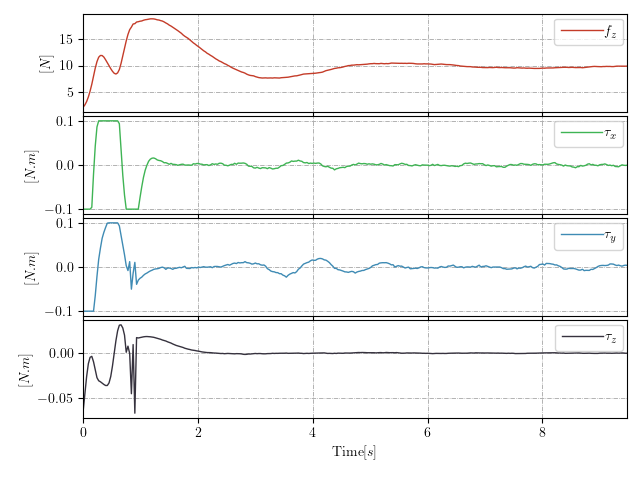 15
10
5
[N]
f_z
0.1
0.0
−0.1
[N.m]
τ_x
0.1
0.0
−0.1
[N.m]
τ_y
0.00
−0.05
[N.m]
τ_z
0 2 4 6 8
Time[s]